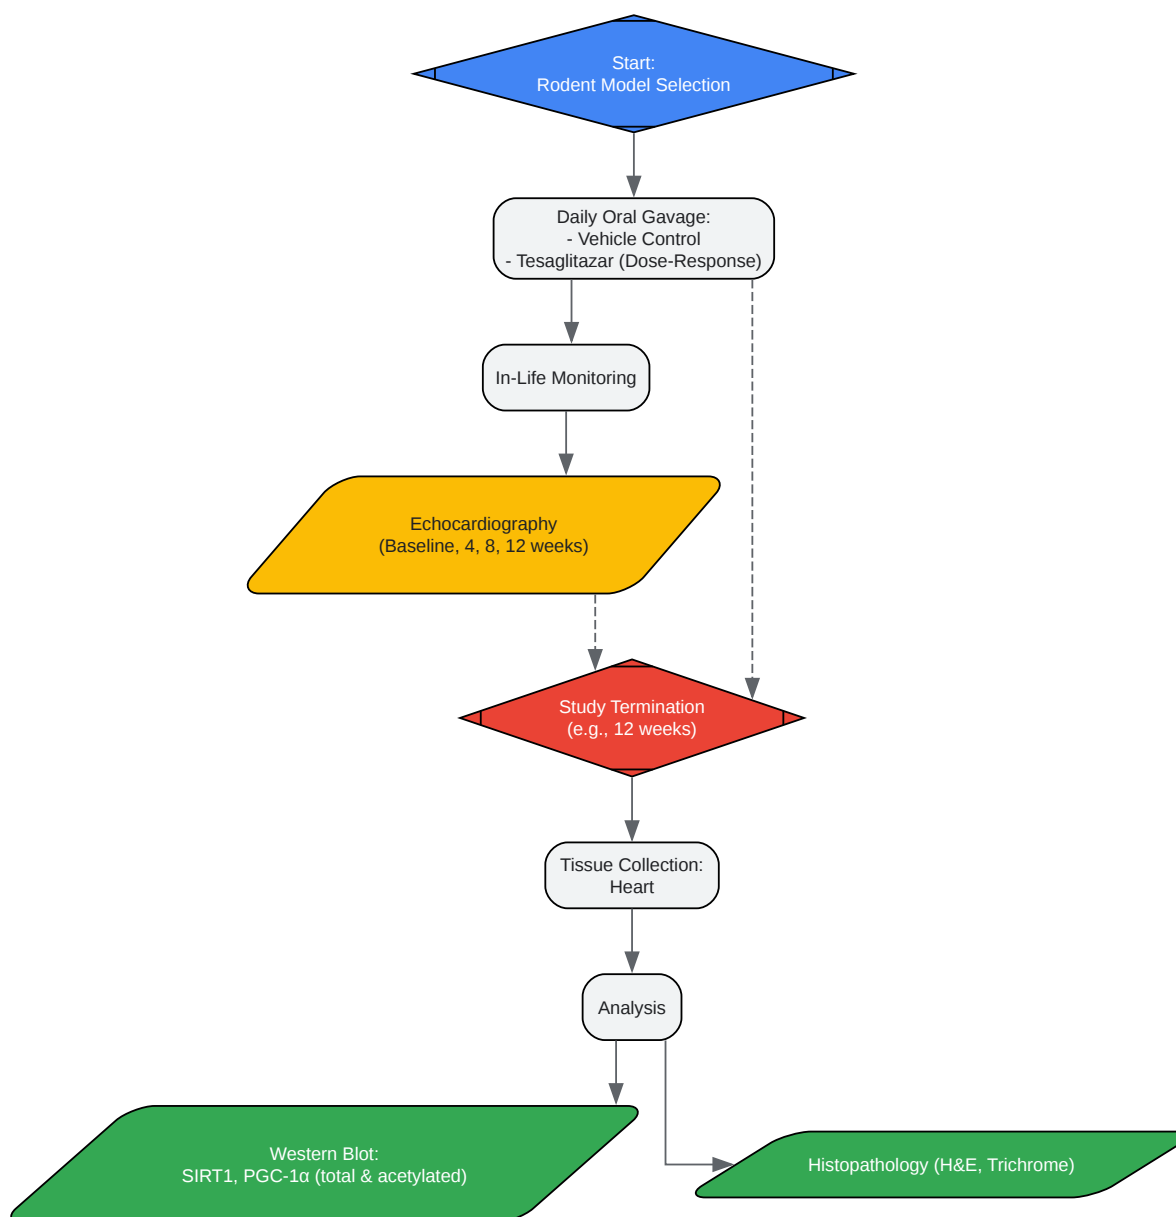 Start:
Rodent Model Selection
Daily Oral Gavage:
- Vehicle Control
- Tesaglitazar (Dose-Response)
In-Life Monitoring
Echocardiography
(Baseline, 4, 8, 12 weeks)
Study Termination
(e.g., 12 weeks)
Tissue Collection:
Heart
Analysis
Western Blot:
SIRT1, PGC-1α (total & acetylated)
Histopathology (H&E, Trichrome)